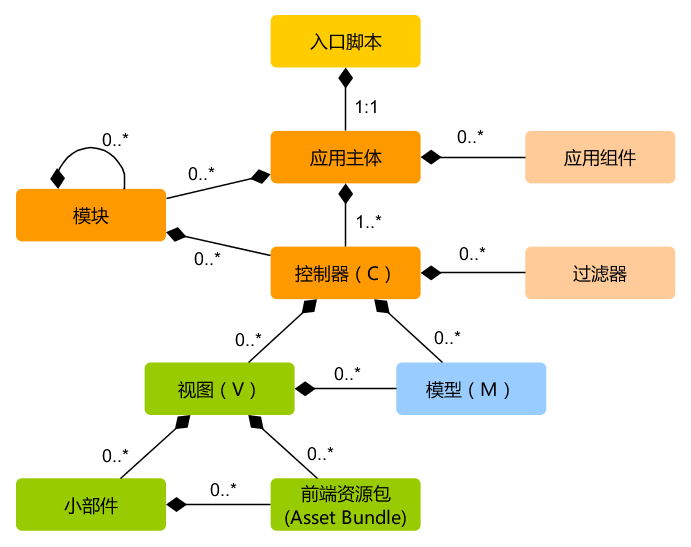 入口脚本
1:1
0..*
应用主体
0..*
应用组件
0..*
模块
1..*
0..*
控制器（C）
0..*
过滤器
0..*
0..*
视图（V）
0..*
模型（M）
0..*
0..*
小部件
0..*
前端资源包
(Asset Bundle)